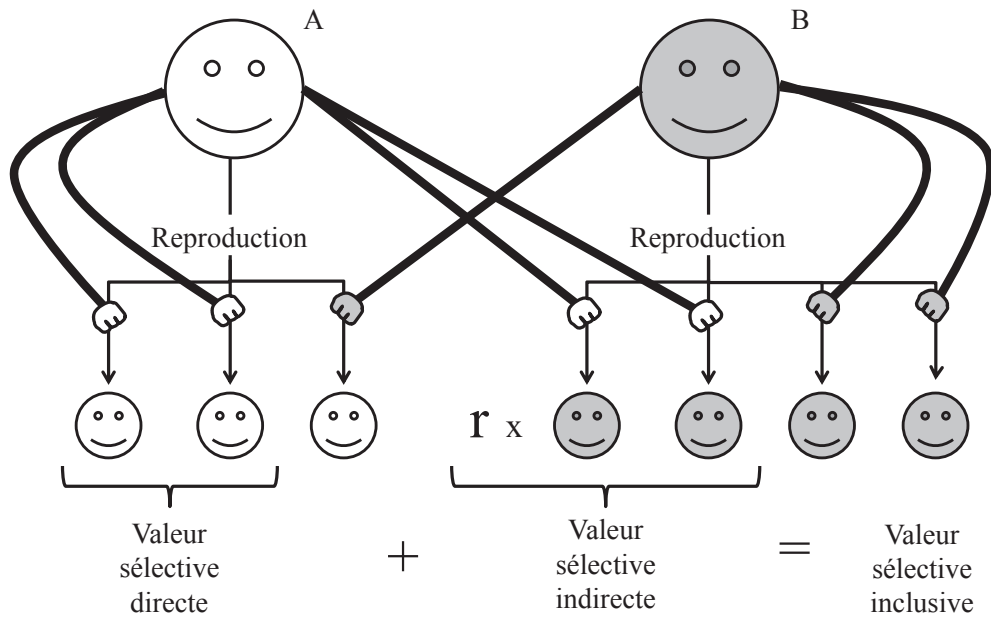 A
B
Reproduction
Reproduction
r x
Valeur
sélective
directe
+
Valeur
sélective
indirecte
=
Valeur
sélective
inclusive